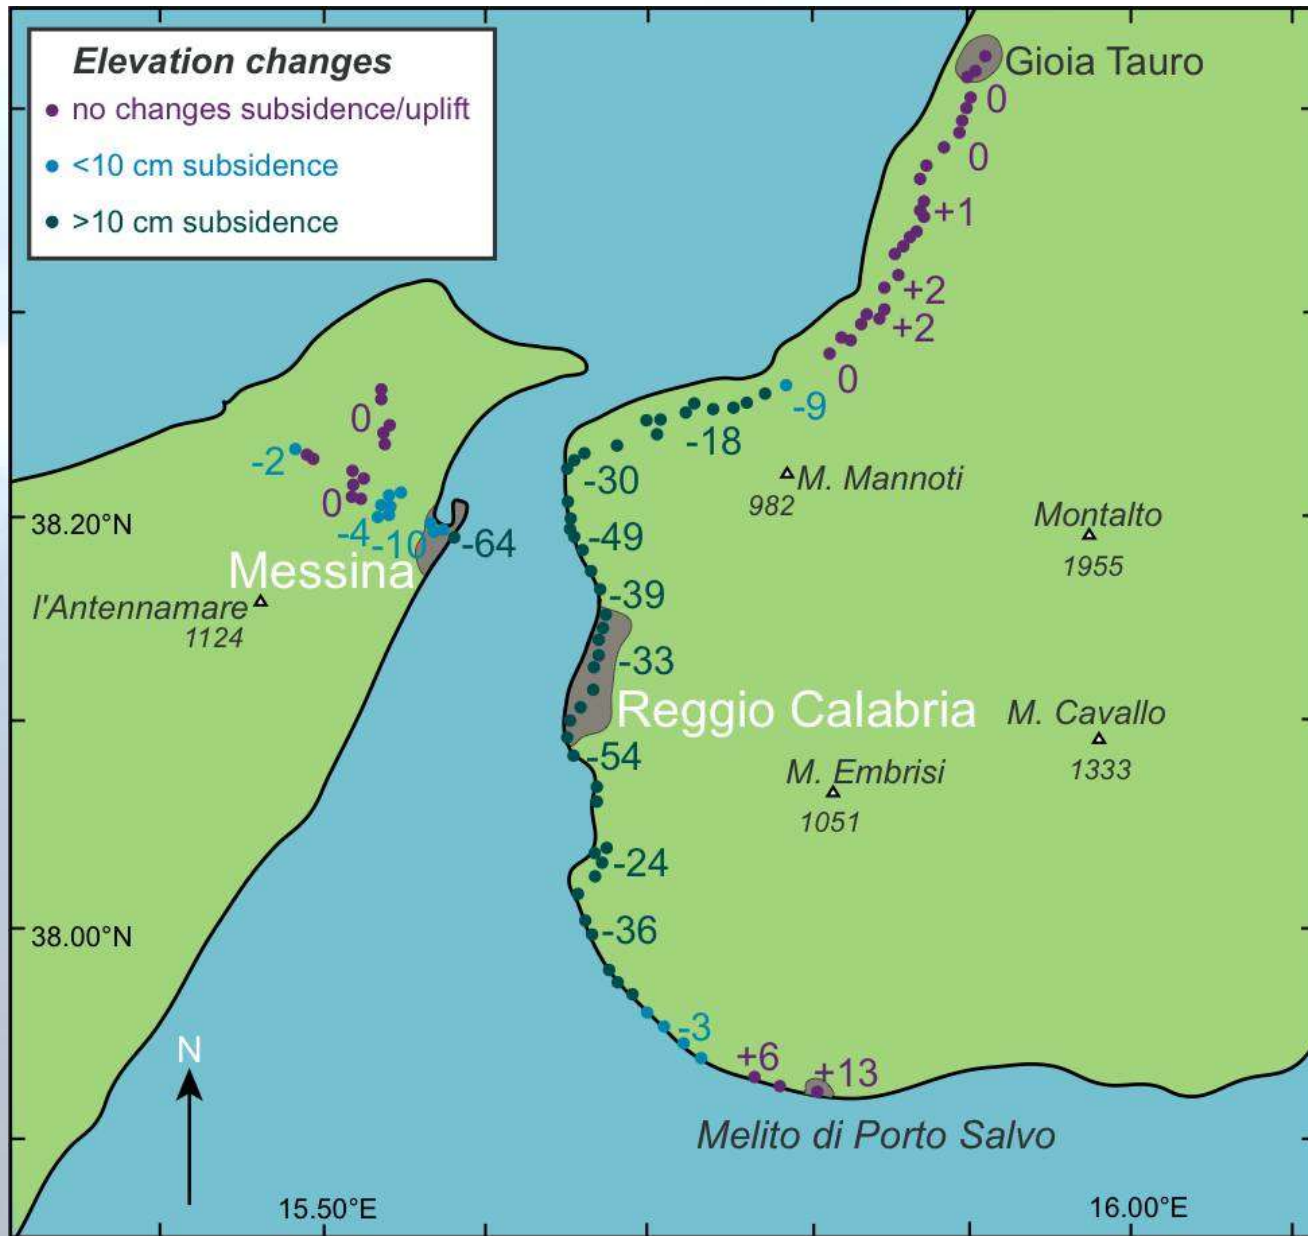 Elevation changes
no changes subsidence/uplift
<10 cm subsidence
>10 cm subsidence
Gioia Tauro
0
0
+1
+2
+2
0
-9
-18
-30
0
-2
0
-4
-10
-64
38.20°N
M. Mannoti
982
Montalto
1955
-49
Messina
l'Antennamare
1124
-39
-33
Reggio Calabria
M. Cavallo
1333
-54
M. Embrisi
1051
-24
-36
38.00°N
-3
+6
+13
N
Melito di Porto Salvo
15.50°E
16.00°E